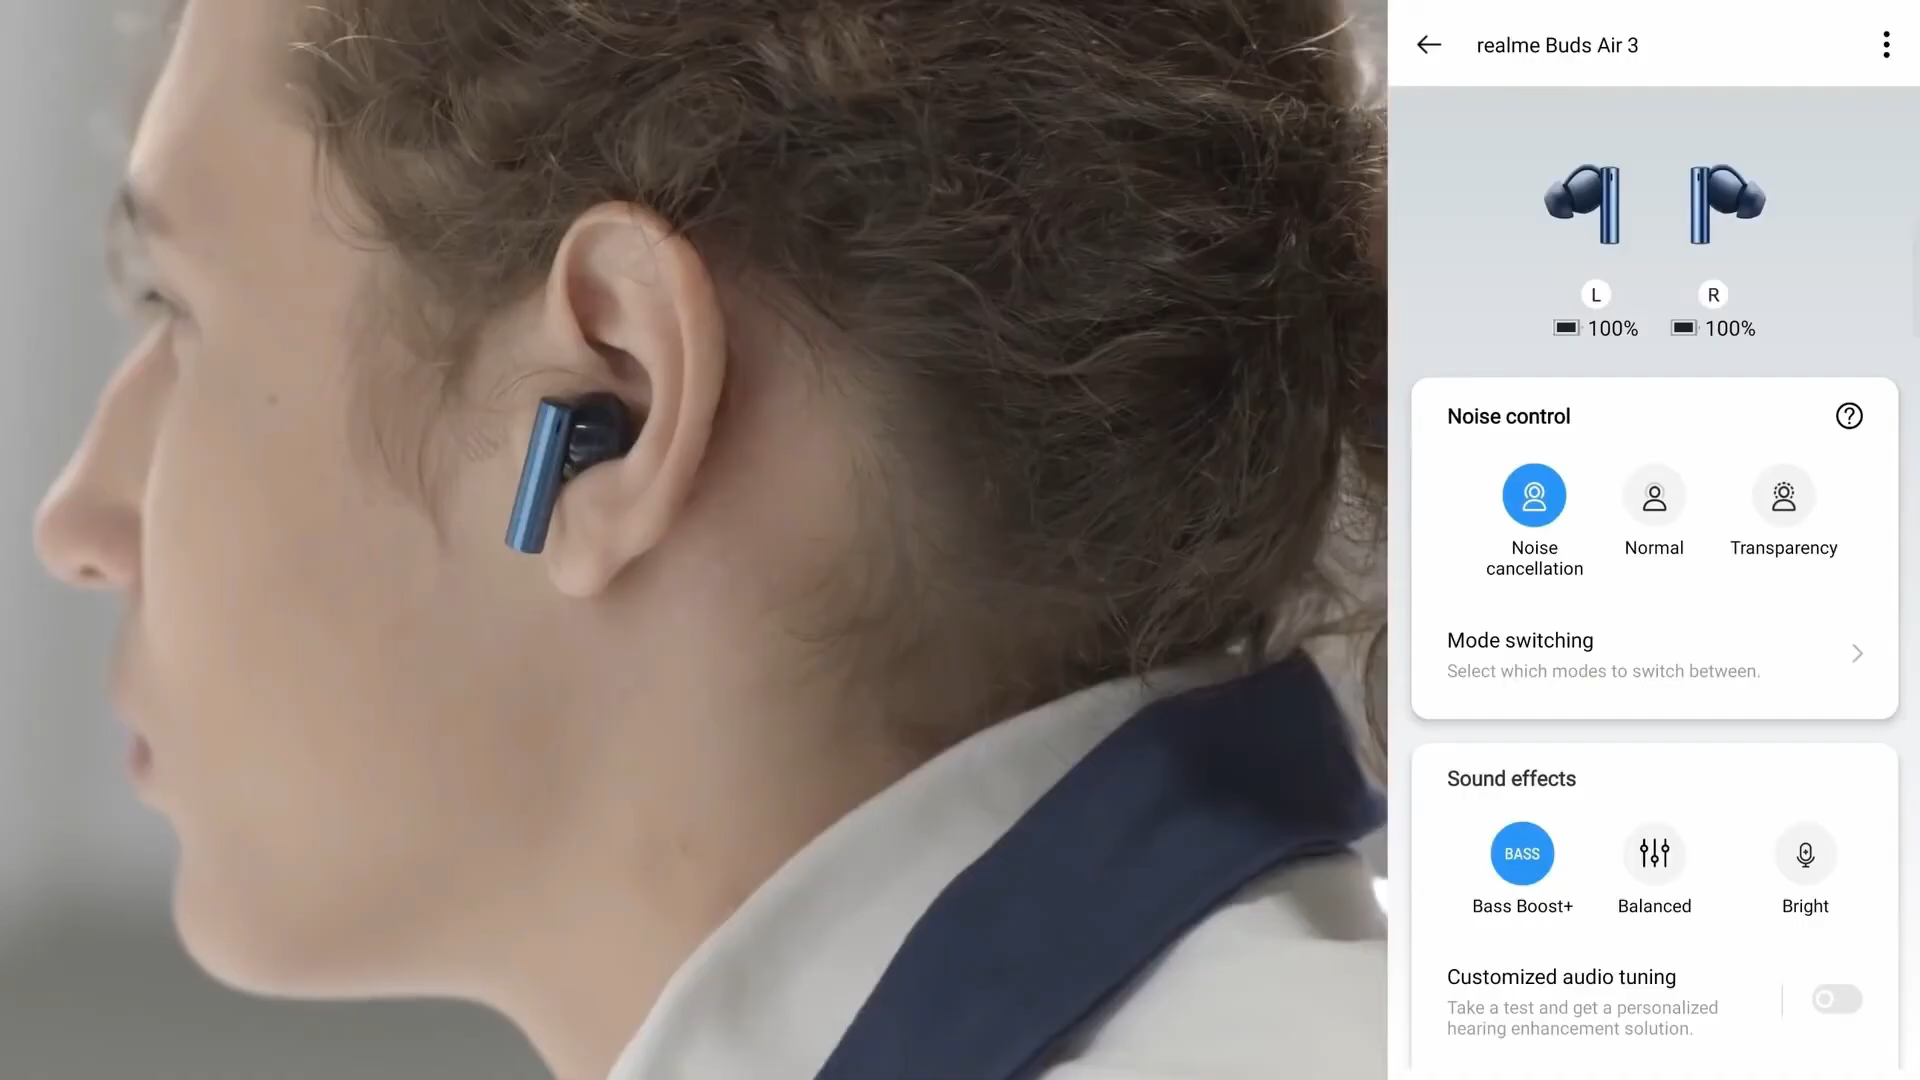 realme Buds Air 3
L
R
100%
100%
Noise control
Noise
cancellation
Normal
Transparency
Mode switching
Select which modes to switch between.
Sound effects
BASS
Bass Boost+
Balanced
Bright
Customized audio tuning
Take a test and get a personalized
hearing enhancement solution.